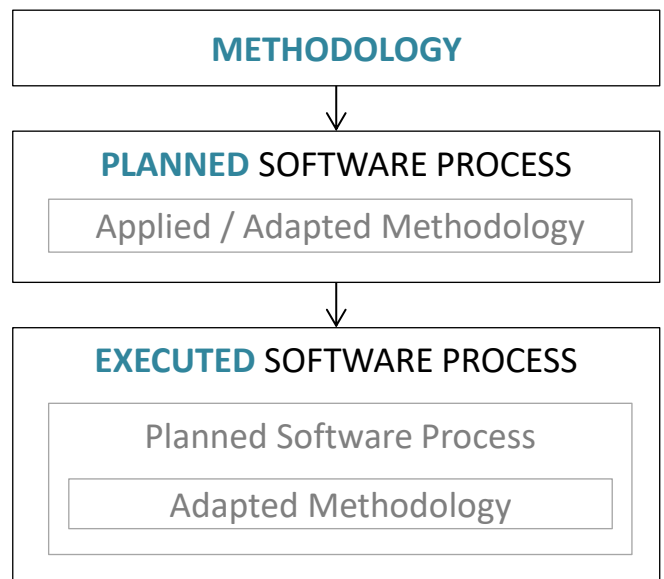 METHODOLOGY
PLANNED SOFTWARE PROCESS
Applied / Adapted Methodology
EXECUTED SOFTWARE PROCESS
Planned Software Process
Adapted Methodology